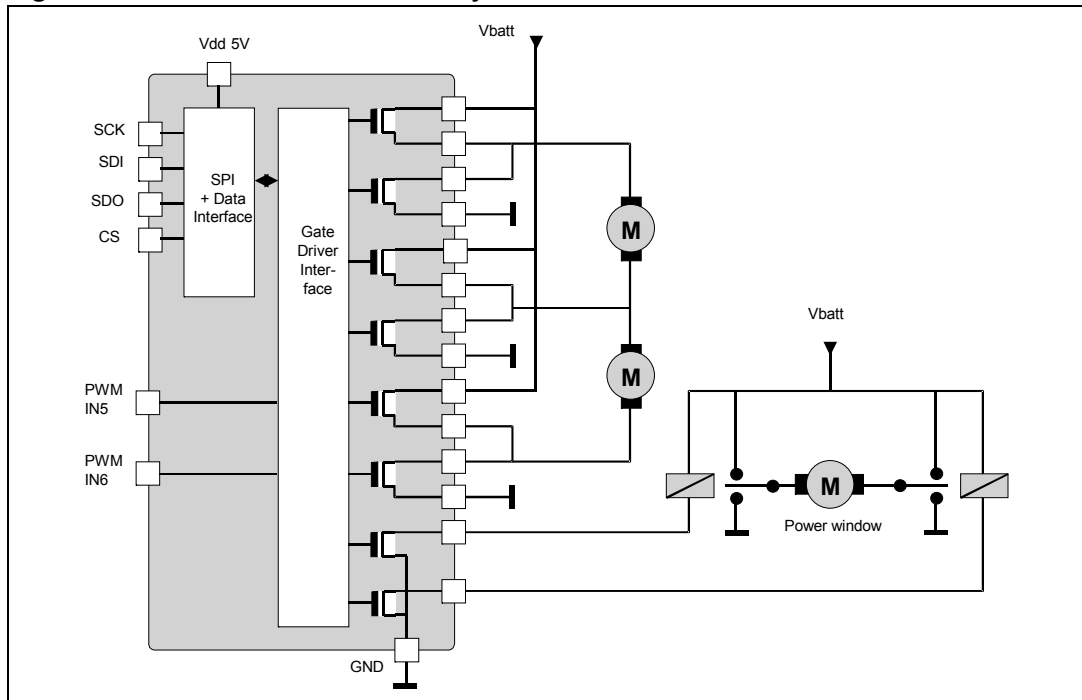 Vbatt
Vdd 5V
SCK
SDI
SDO
CS
SPI
+ Data
Interface
Gate
Driver
Inter-
face
M
M
Vbatt
PWM
IN5
PWM
IN6
M
Power window
GND